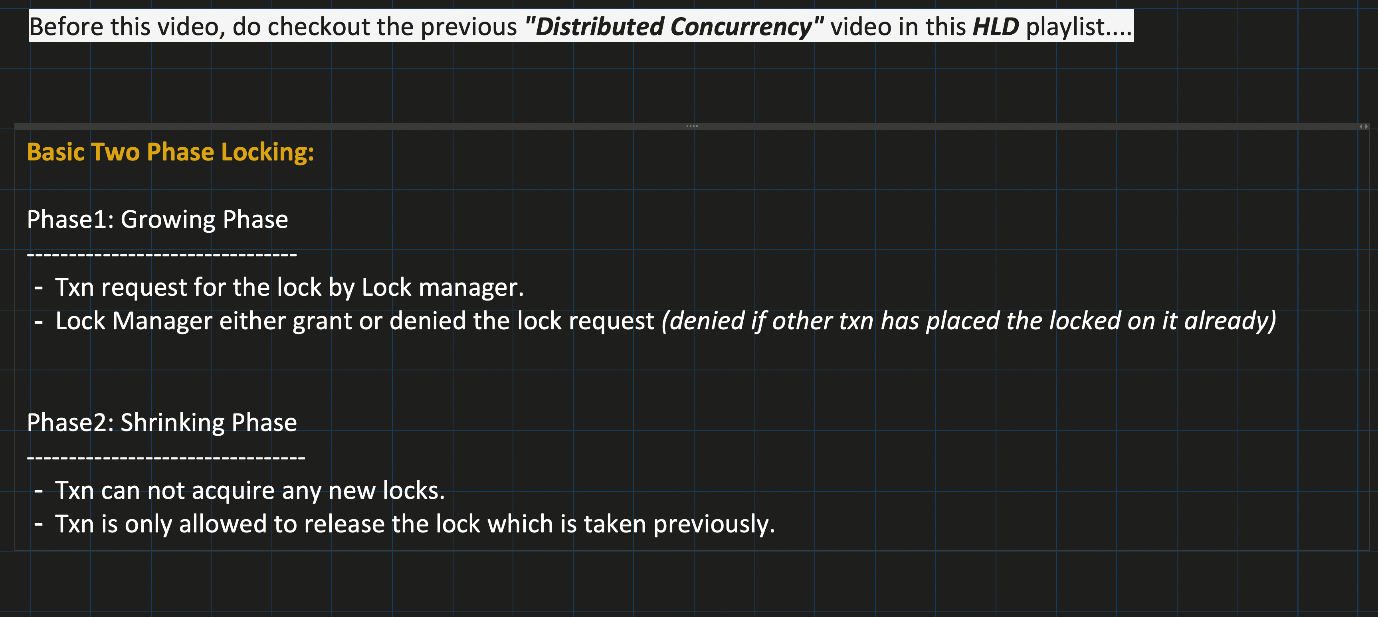 Before this video, do checkout the previous "Distributed Concurrency" video in this HLD playlist....
Basic Two Phase Locking:
Phase1: Growing Phase
--------------------------------
- Txn request for the lock by Lock manager.
- Lock Manager either grant or denied the lock request (denied if other txn has placed the locked on it already)
Phase2: Shrinking Phase
---------------------------------
- Txn can not acquire any new locks.
- Txn is only allowed to release the lock which is taken previously.